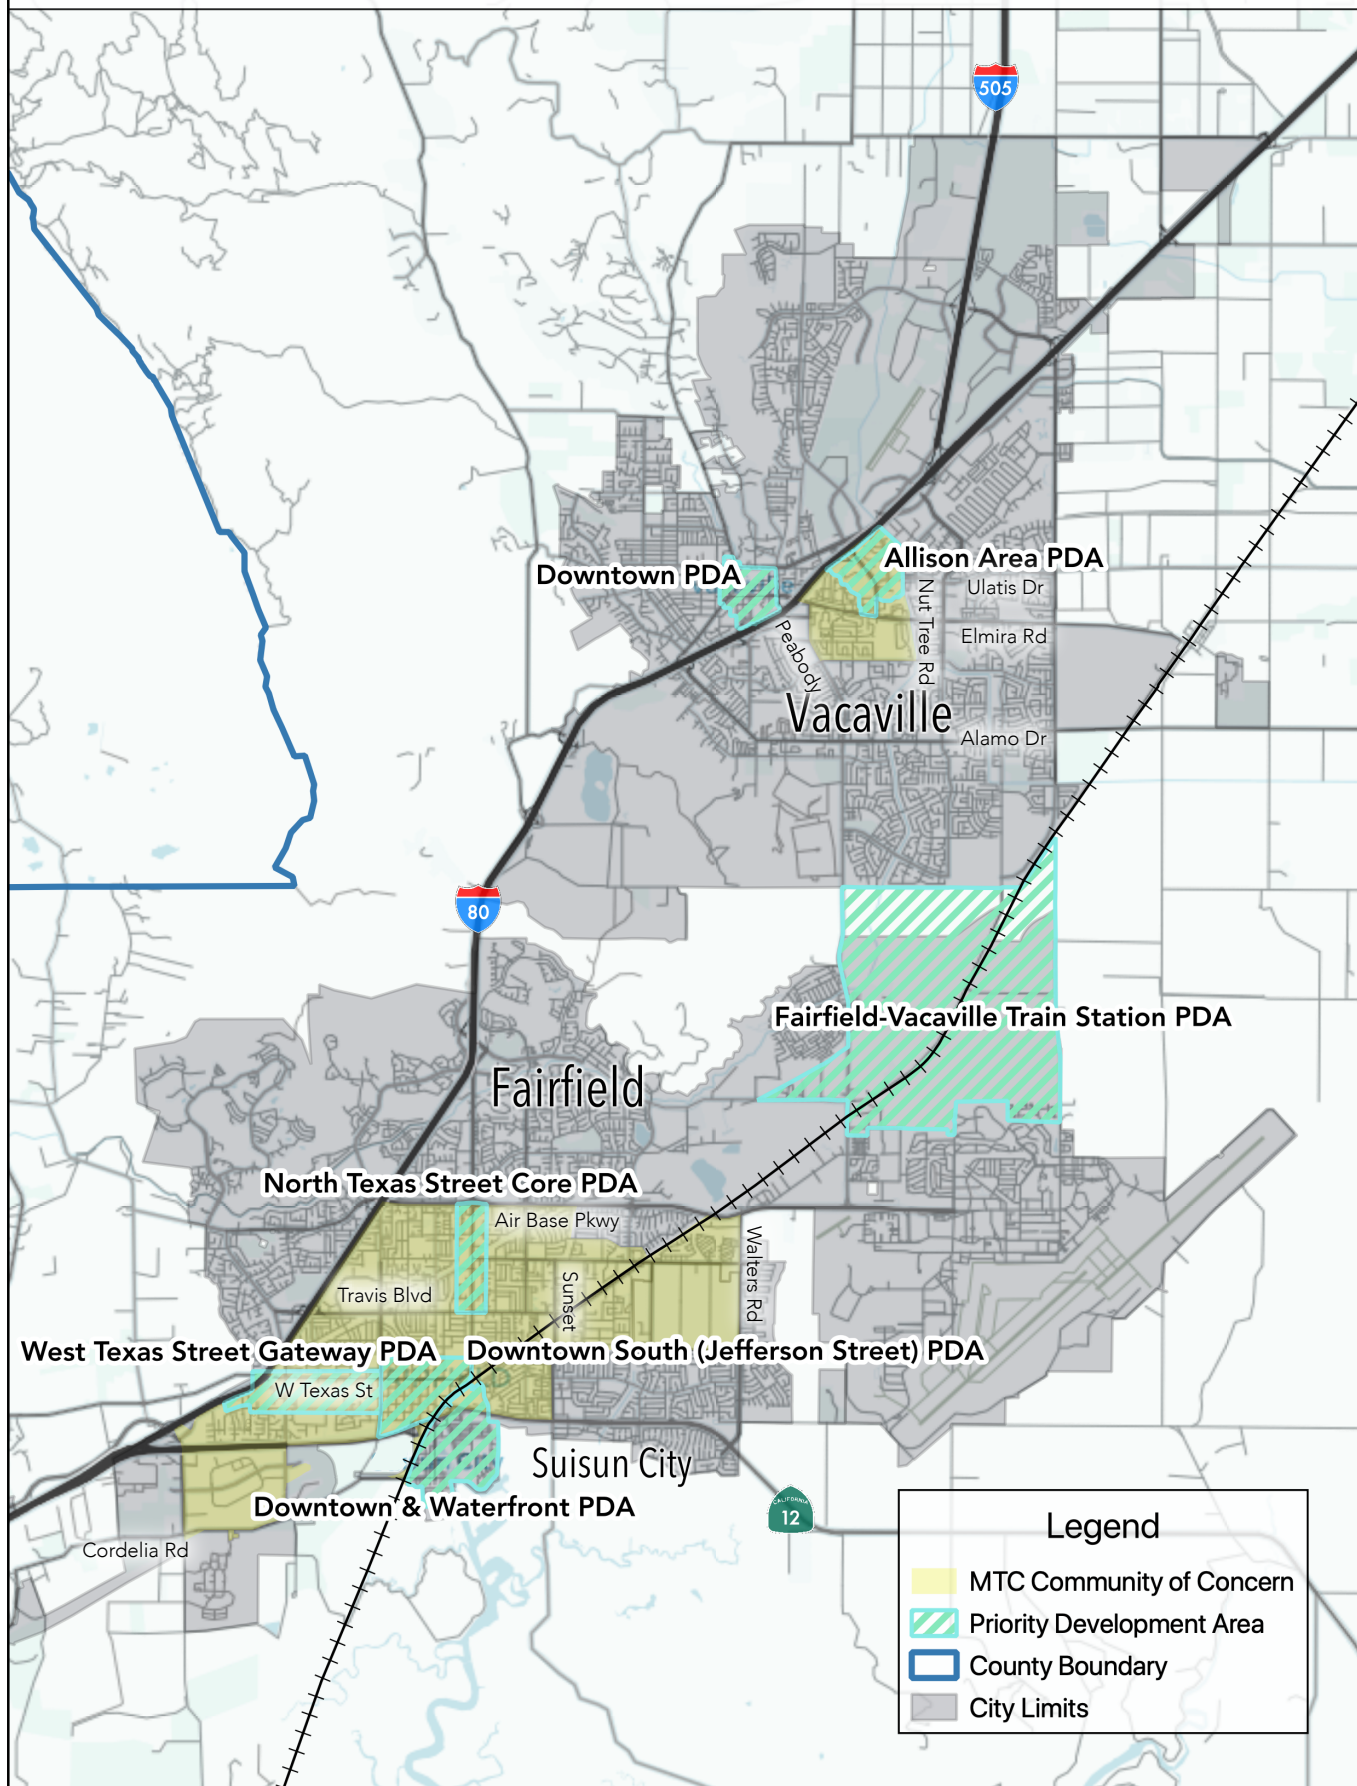 505
Allison Area PDA
Downtown PDA
Ulatis Dr
Nut Tree Rd
Elmira Rd
Peabody
Vacaville
Alamo Dr
80
Fairfield-Vacaville Train Station PDA
Fairfield
North Texas Street Core PDA
Air Base Pkwy
Walters Rd
Travis Blvd
Sunset
West Texas Street Gateway PDA
Downtown South (Jefferson Street) PDA
W Texas St
Suisun City
Downtown & Waterfront PDA
CALIFORNIA
12
Cordelia Rd
Legend
MTC Community of Concern
Priority Development Area
County Boundary
City Limits